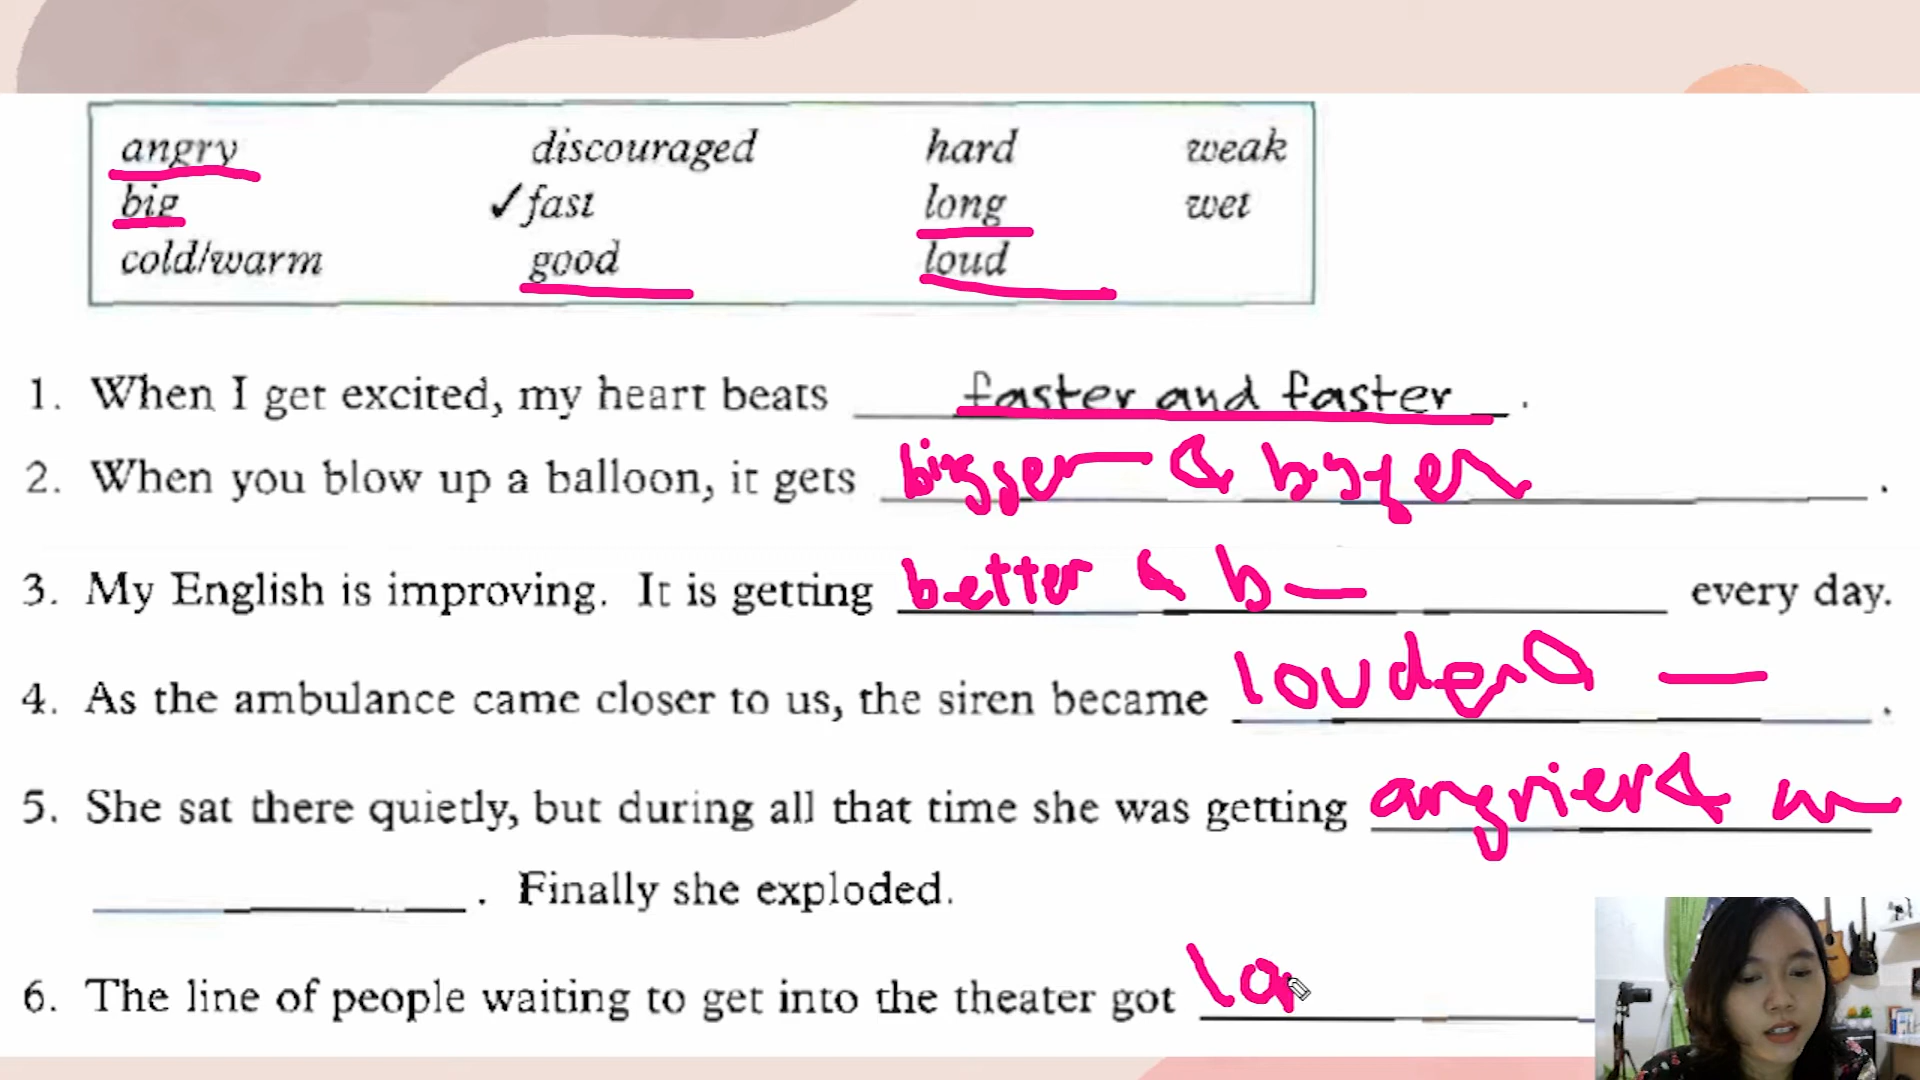 angry discouraged hard weak
big ✓fast long wet
cold/warm good loud
1. When I get excited, my heart beats faster and faster.
2. When you blow up a balloon, it gets bigger & bigger.
3. My English is improving. It is getting better & b— every day.
4. As the ambulance came closer to us, the siren became louder & —.
5. She sat there quietly, but during all that time she was getting angrier &
. Finally she exploded.
6. The line of people waiting to get into the theater got lo